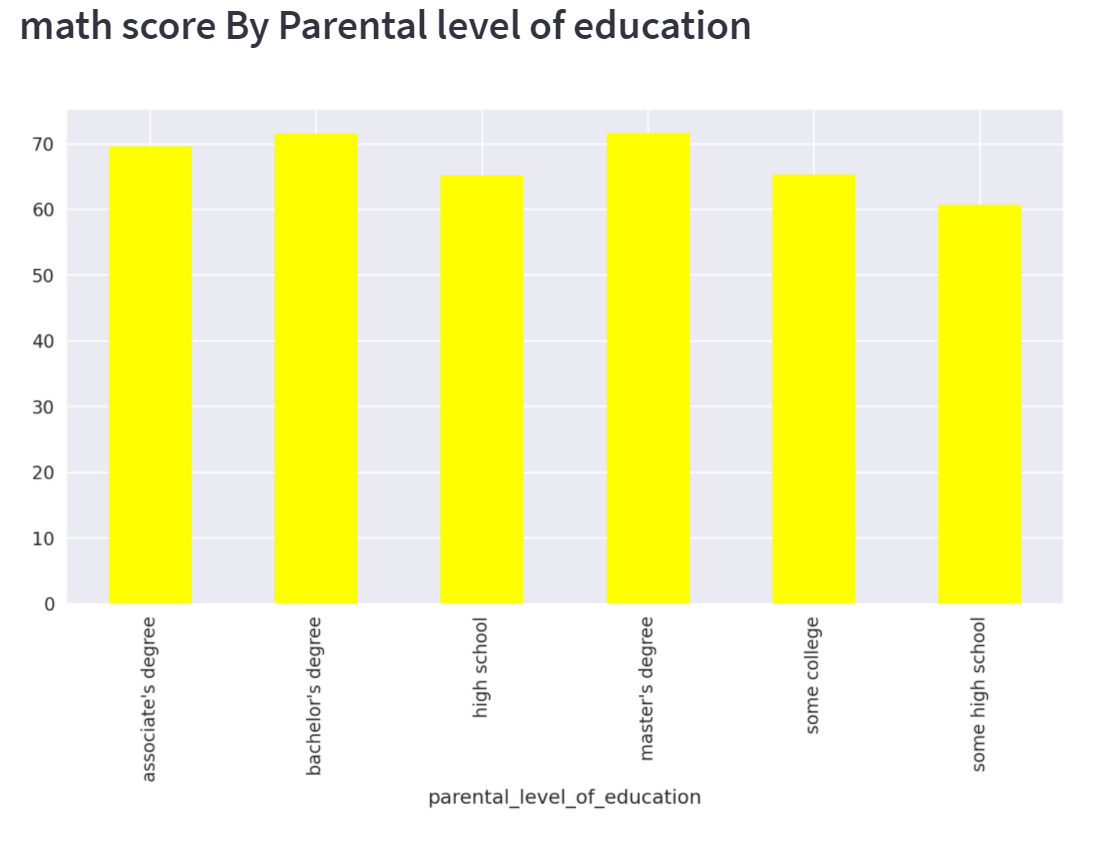 math score By Parental level of education
70
60
50
40
30
20
10
0
associate's degree
bachelor's degree
high school
master's degree
some college
some high school
parental_level_of_education